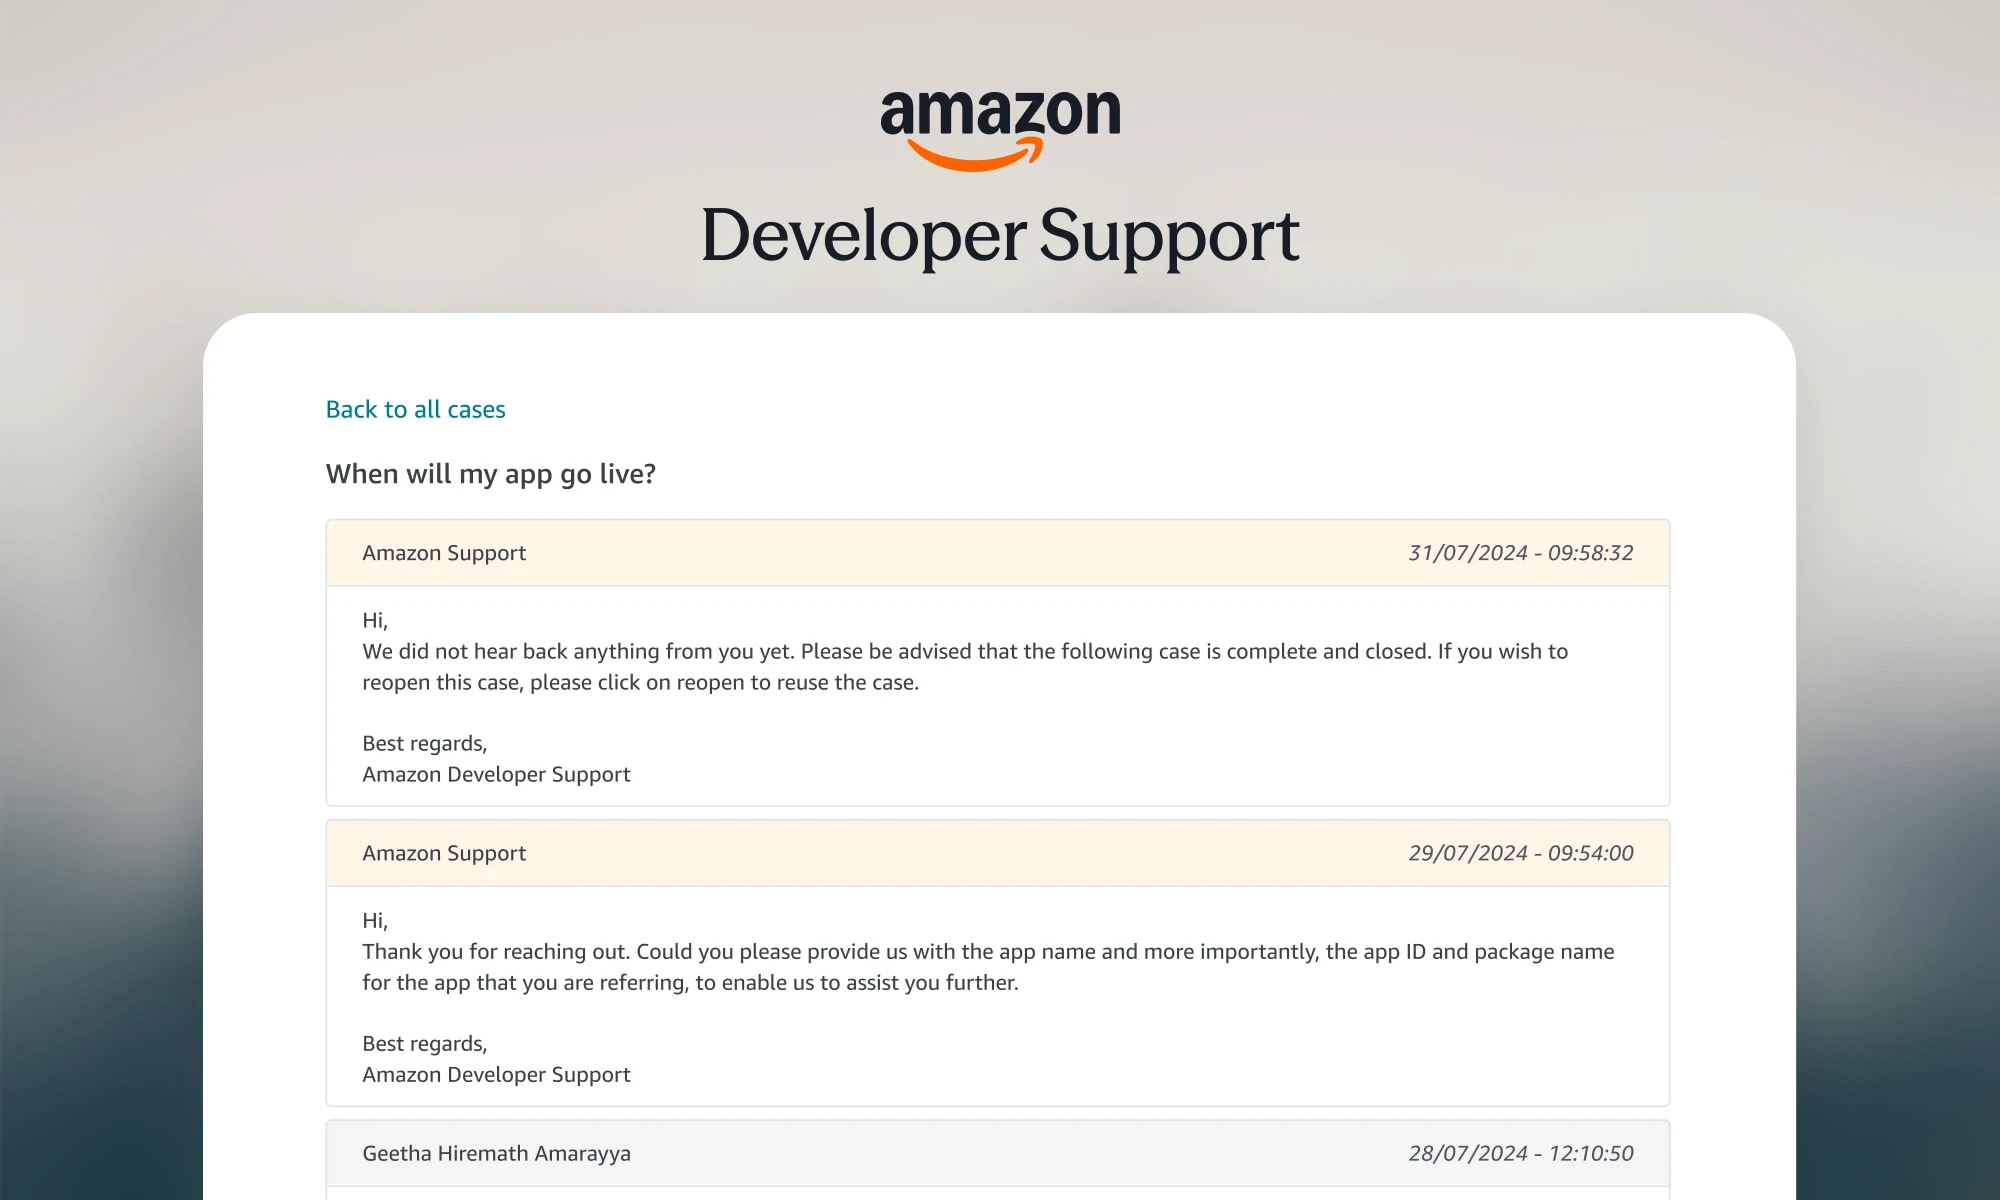 amazon
Developer Support
Back to all cases
When will my app go live?
Amazon Support 31/07/2024 - 09:58:32
Hi,
We did not hear back anything from you yet. Please be advised that the following case is complete and closed. If you wish to
reopen this case, please click on reopen to reuse the case.
Best regards,
Amazon Developer Support
Amazon Support 29/07/2024 - 09:54:00
Hi,
Thank you for reaching out. Could you please provide us with the app name and more importantly, the app ID and package name
for the app that you are referring, to enable us to assist you further.
Best regards,
Amazon Developer Support
Geetha Hiremath Amarayya 28/07/2024 - 12:10:50